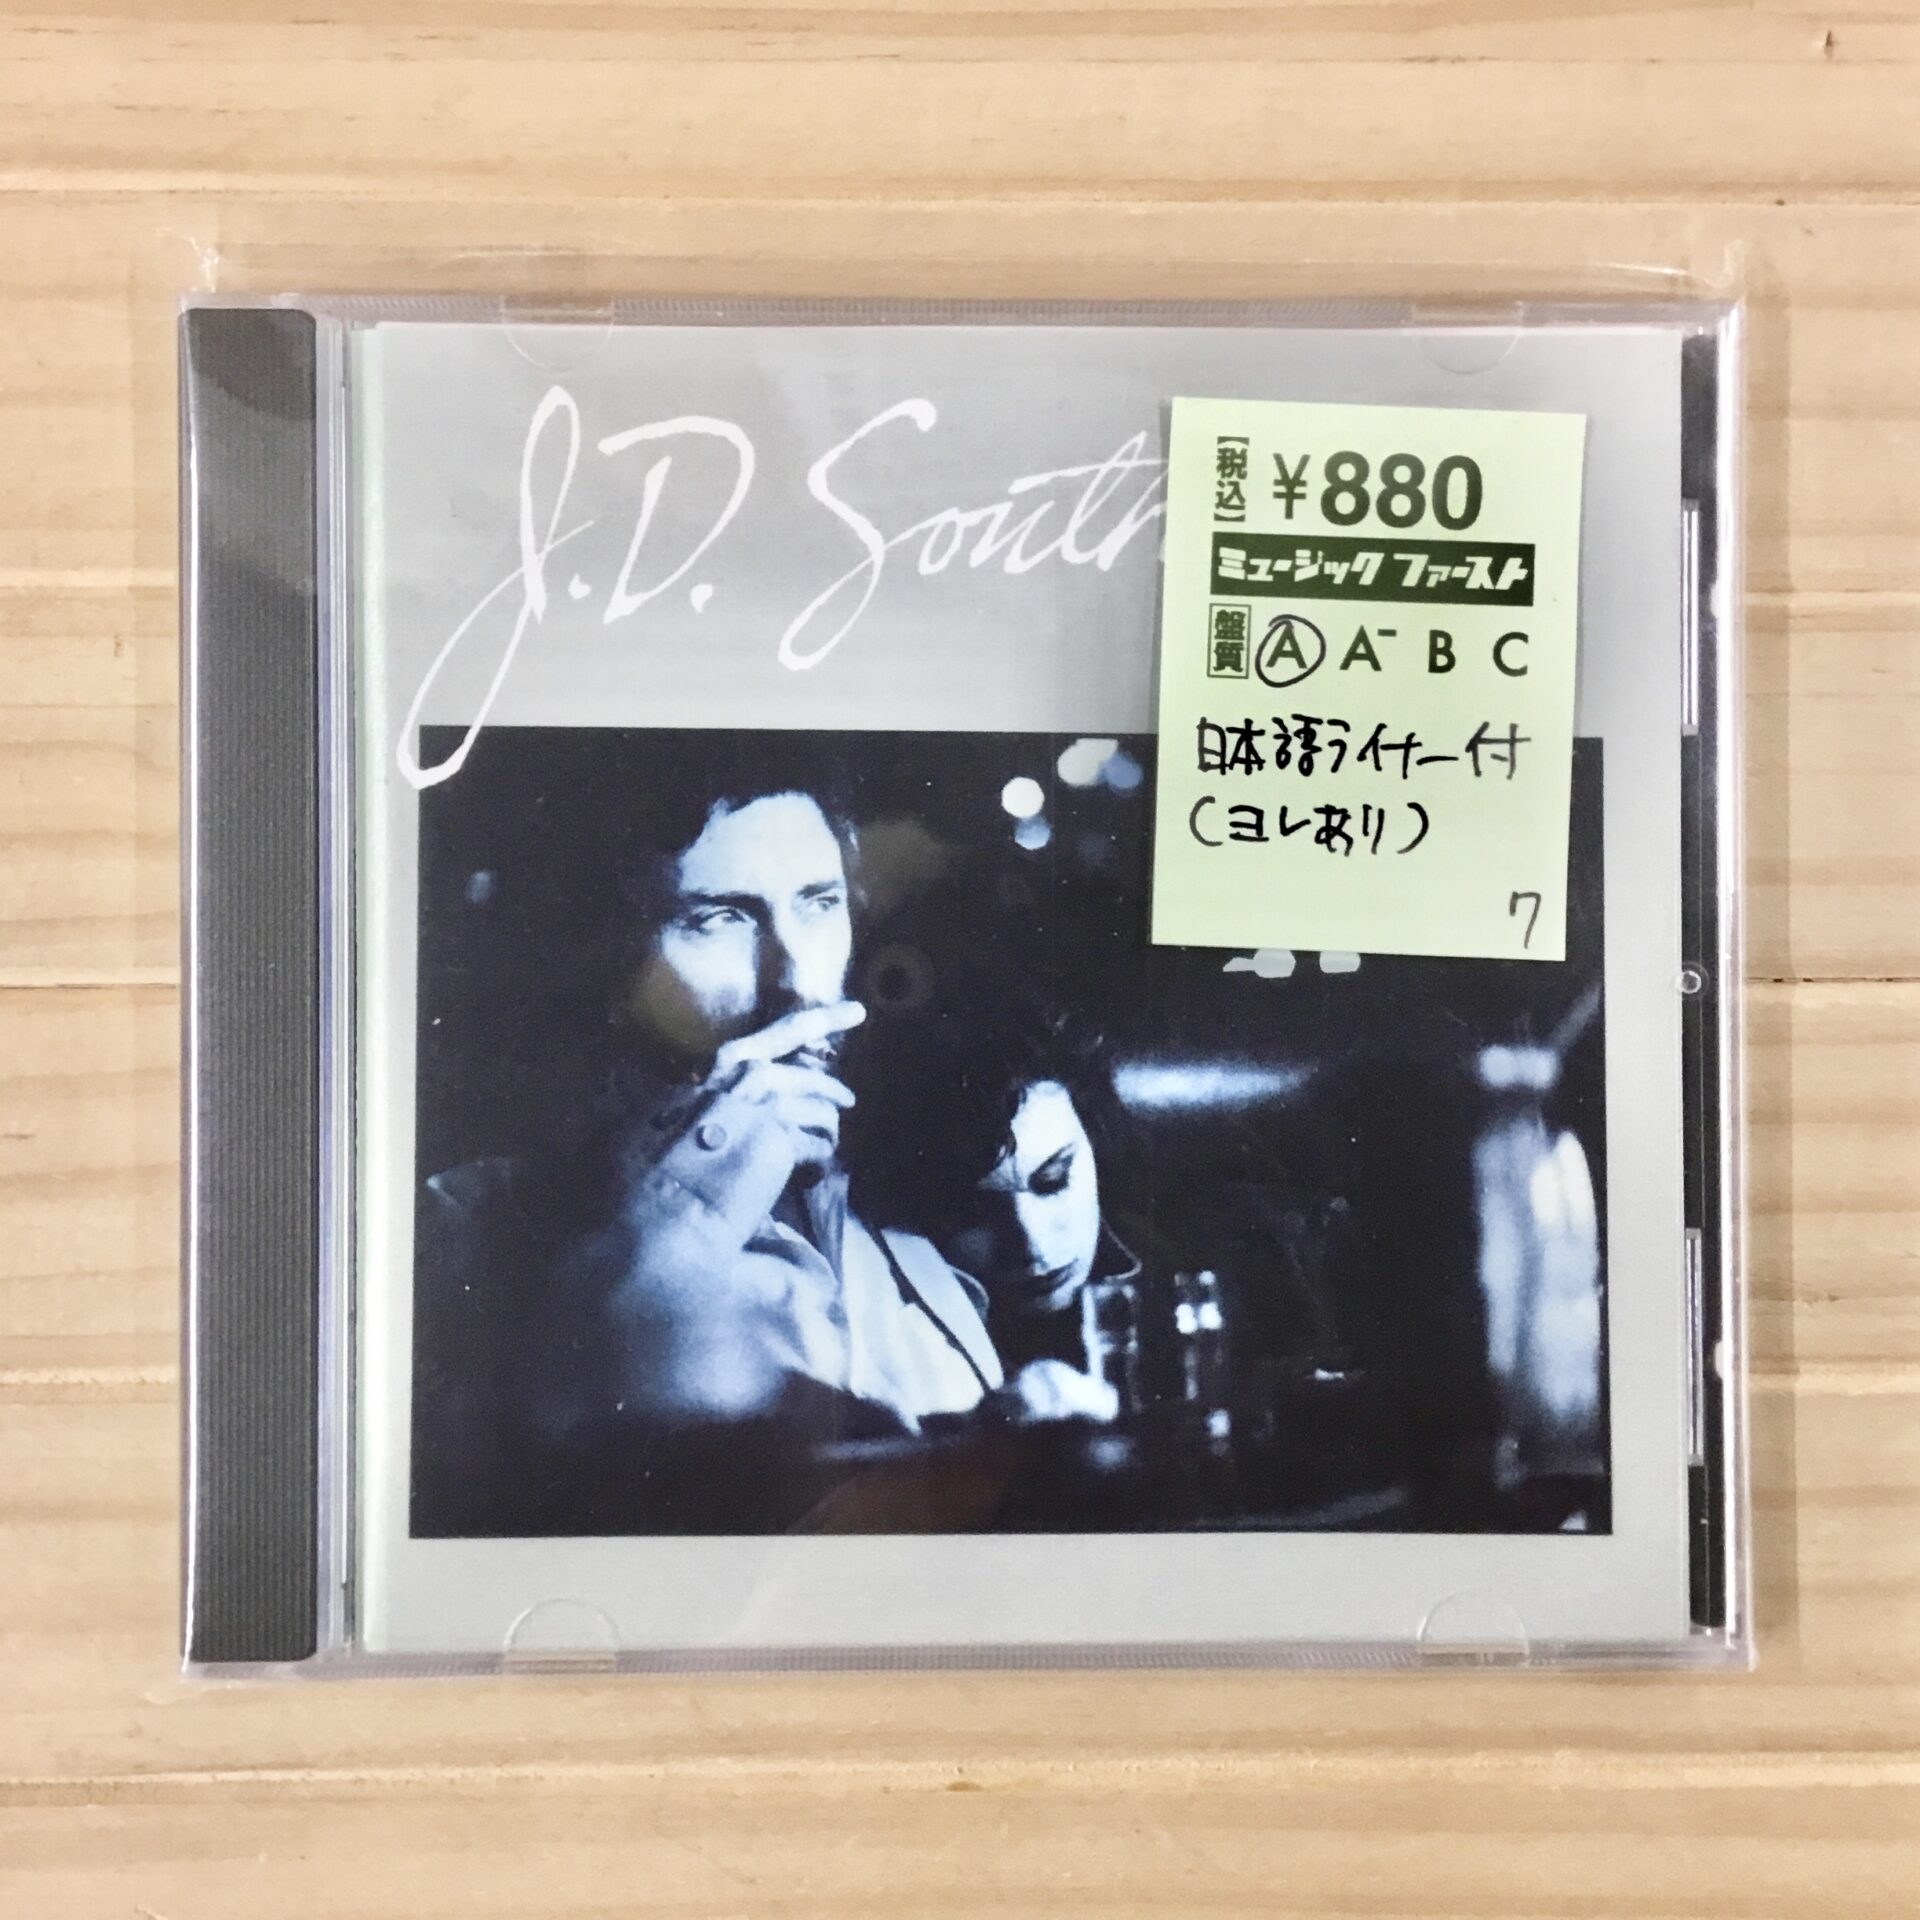 J.D. South
【税込】 ¥880
ミュージック ファースト
盤質 A A⁻ B C
日本語ライナー付
(ヨレあり)
7